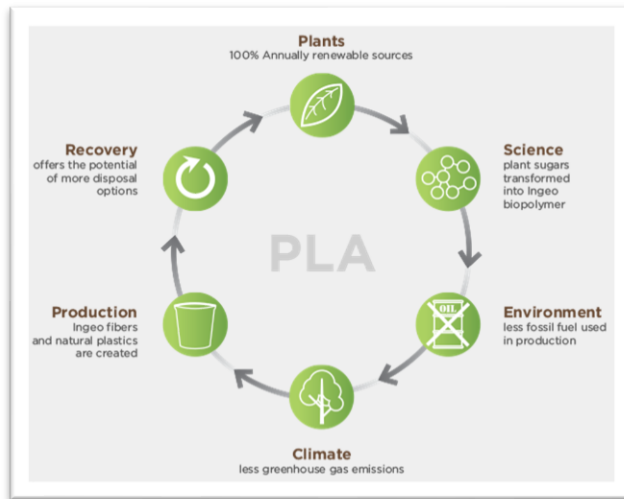 Plants
100% Annually renewable sources
Science
plant sugars
transformed
into Ingeo
biopolymer
Environment
less fossil fuel used
in production
OIL
Climate
less greenhouse gas emissions
Production
Ingeo fibers
and natural plastics
are created
Recovery
offers the potential
of more disposal
options
PLA